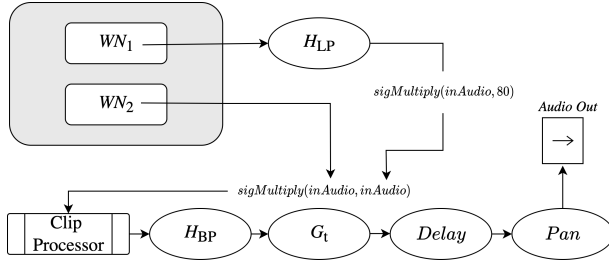 WN1
HLP
WN2
sigMultiply(inAudio, 80)
Audio Out
→
sigMultiply(inAudio, inAudio)
Clip
Processor
HBP
Gt
Delay
Pan